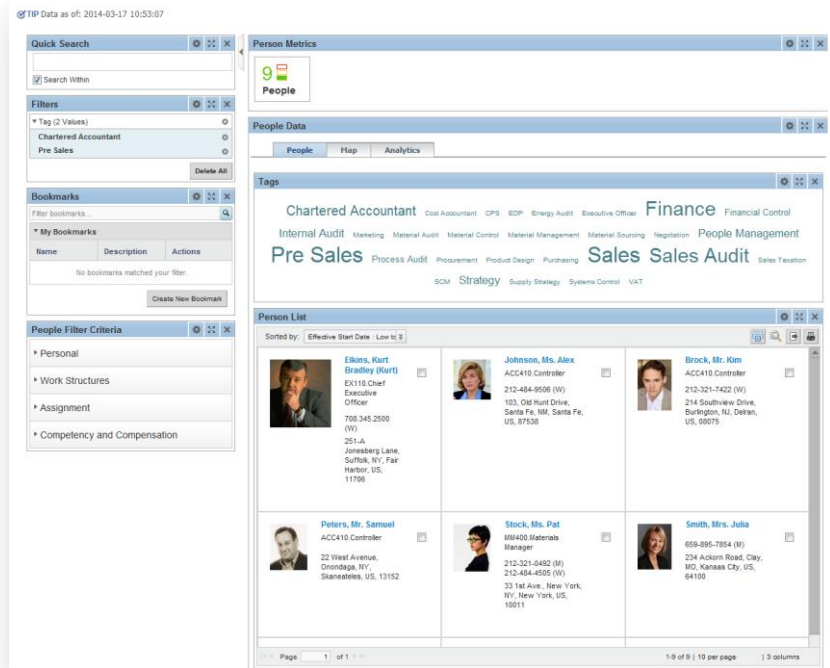 TIP Data as of: 2014-03-17 10:53:07
Quick Search
Search Within
Filters
Tag (2 Values)
Chartered Accountant
Pre Sales
Delete All
Bookmarks
Filter bookmarks...
My Bookmarks
Name Description Actions
No bookmarks matched your filter.
Create New Bookmark
People Filter Criteria
Personal
Work Structures
Assignment
Competency and Compensation
Person Metrics
9
People
People Data
People Map Analytics
Tags
Chartered Accountant Cost Accountant CPS EDP Energy Audit Executive Officer Finance Financial Control
Internal Audit Marketing Material Audit Material Control Material Management Material Sourcing Negotiation People Management
Pre Sales Process Audit Procurement Product Design Purchasing Sales Sales Audit Sales Taxation
SCM Strategy Supply Strategy Systems Control VAT
Person List
Sorted by: Effective Start Date : Low to
Elkins, Kurt
Bradley (Kurt)
EX110.Chief
Executive
Officer
708.345.2500
(W)
251-A
Jonesberg Lane,
Suffolk, NY, Fair
Harbor, US,
11706
Johnson, Ms. Alex
ACC410.Controller
212-484-9506 (W)
103, Old Hunt Drive,
Santa Fe, NM, Santa Fe,
US, 87538
Brock, Mr. Kim
ACC410.Controller
212-321-7422 (W)
214 Southview Drive,
Burlington, NJ, Delran,
US, 08075
Peters, Mr. Samuel
ACC410.Controller
22 West Avenue,
Onondaga, NY,
Skaneateles, US, 13152
Stock, Ms. Pat
MM400.Materials
Manager
212-321-0492 (M)
212-484-4505 (W)
33 1st Ave., New York,
NY, New York, US,
10011
Smith, Mrs. Julia
659-895-7854 (M)
234 Ackorn Road, Clay,
MO, Kansas City, US,
64100
Page 1 of 1
1-9 of 9 | 10 per page | 3 columns